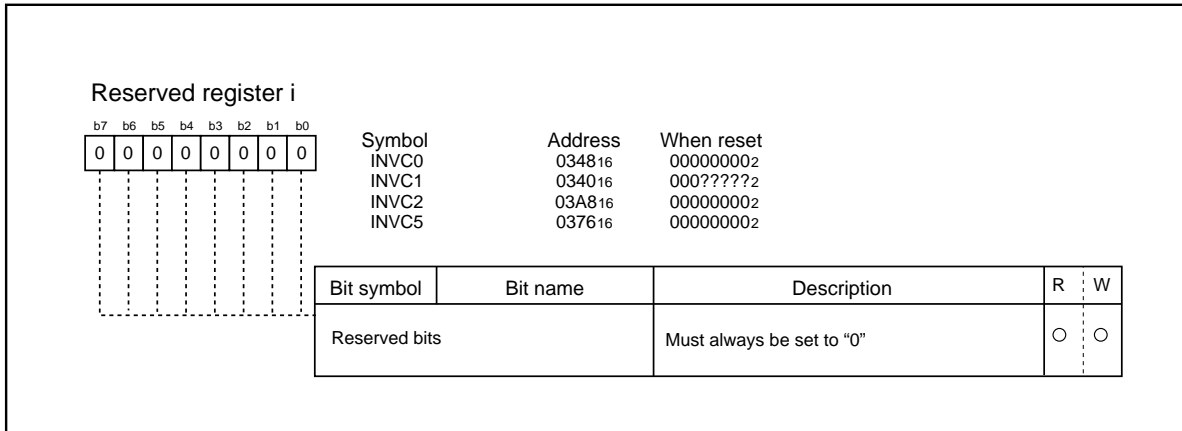 Reserved register i
b7 b6 b5 b4 b3 b2 b1 b0
0 0 0 0 0 0 0 0
Symbol Address When reset
INVC0 034816 000000002
INVC1 034016 000?????2
INVC2 03A816 000000002
INVC5 037616 000000002
Bit symbol Bit name Description R W
Reserved bits Must always be set to “0” ○ ○